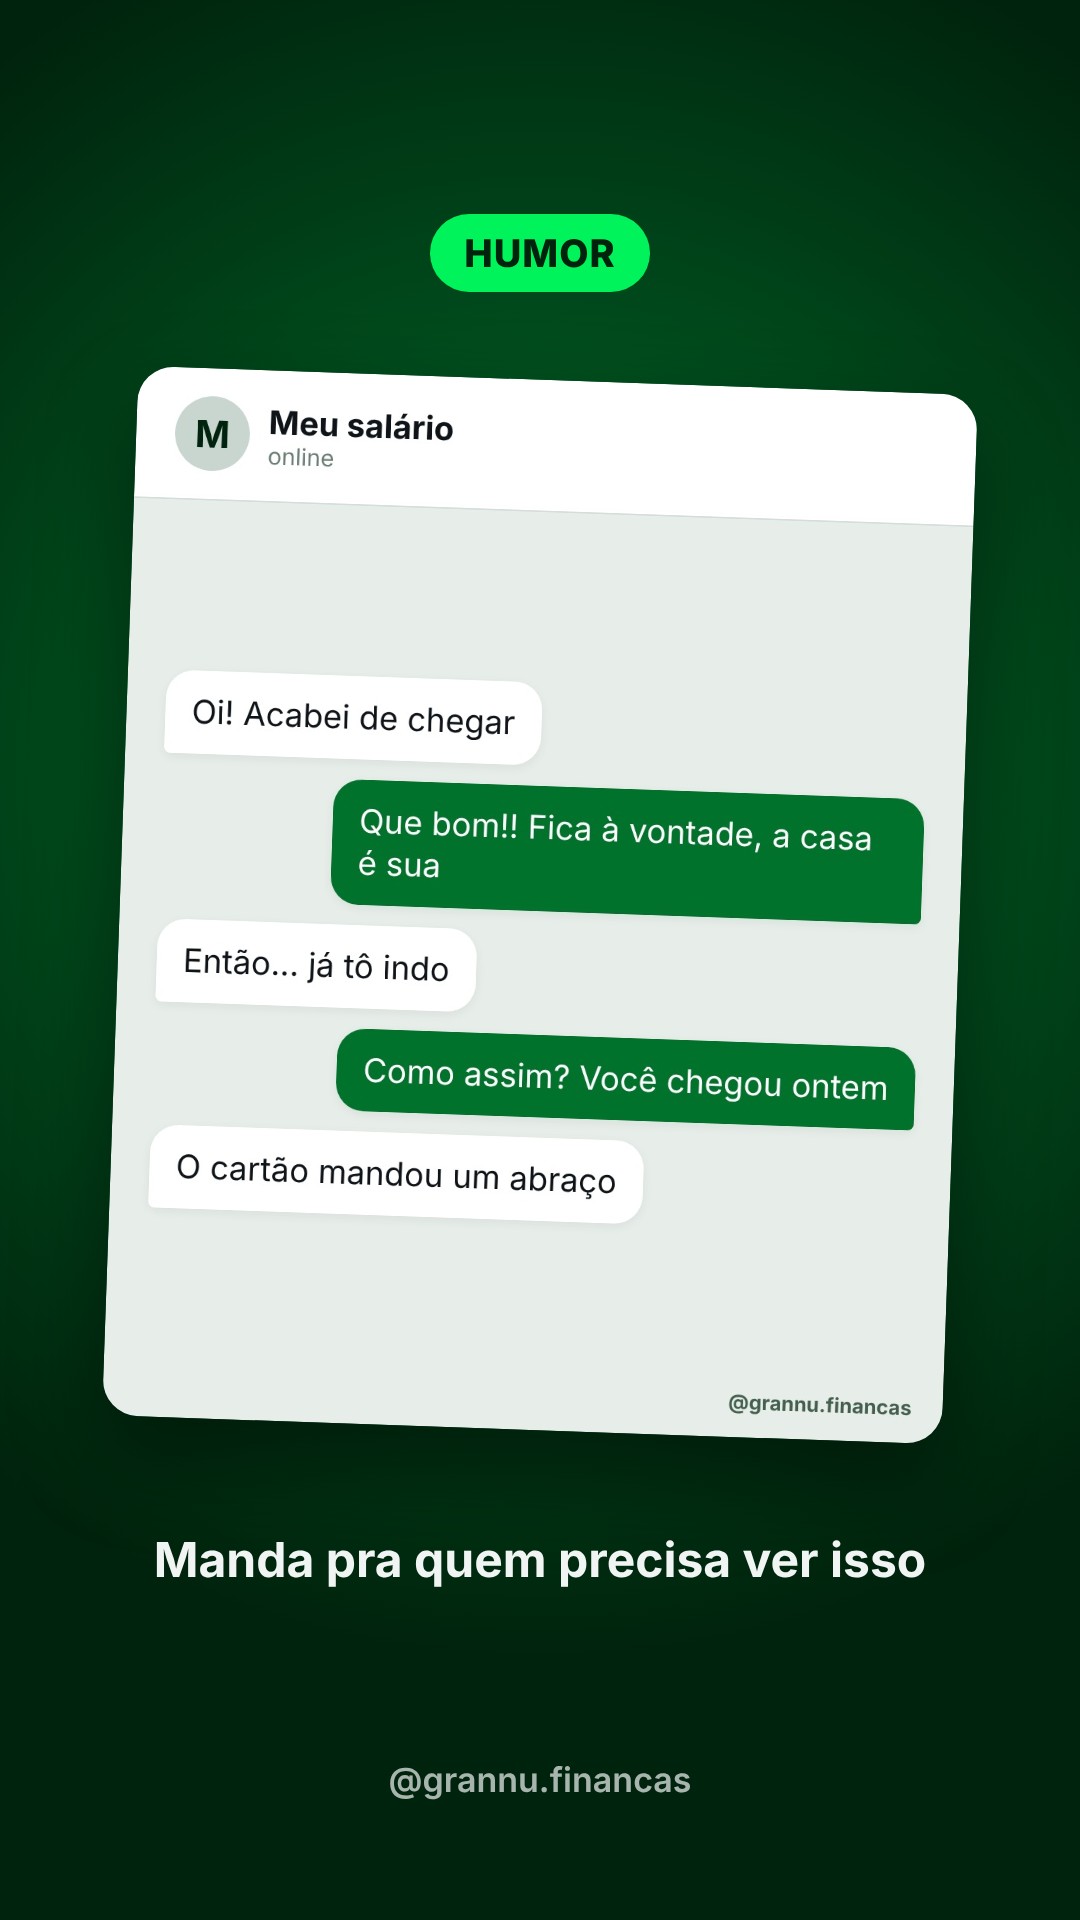 HUMOR
M
Meu salário
online
Oi! Acabei de chegar
Que bom!! Fica à vontade, a casa
é sua
Então... já tô indo
Como assim? Você chegou ontem
O cartão mandou um abraço
@grannu.financas
Manda pra quem precisa ver isso
@grannu.financas